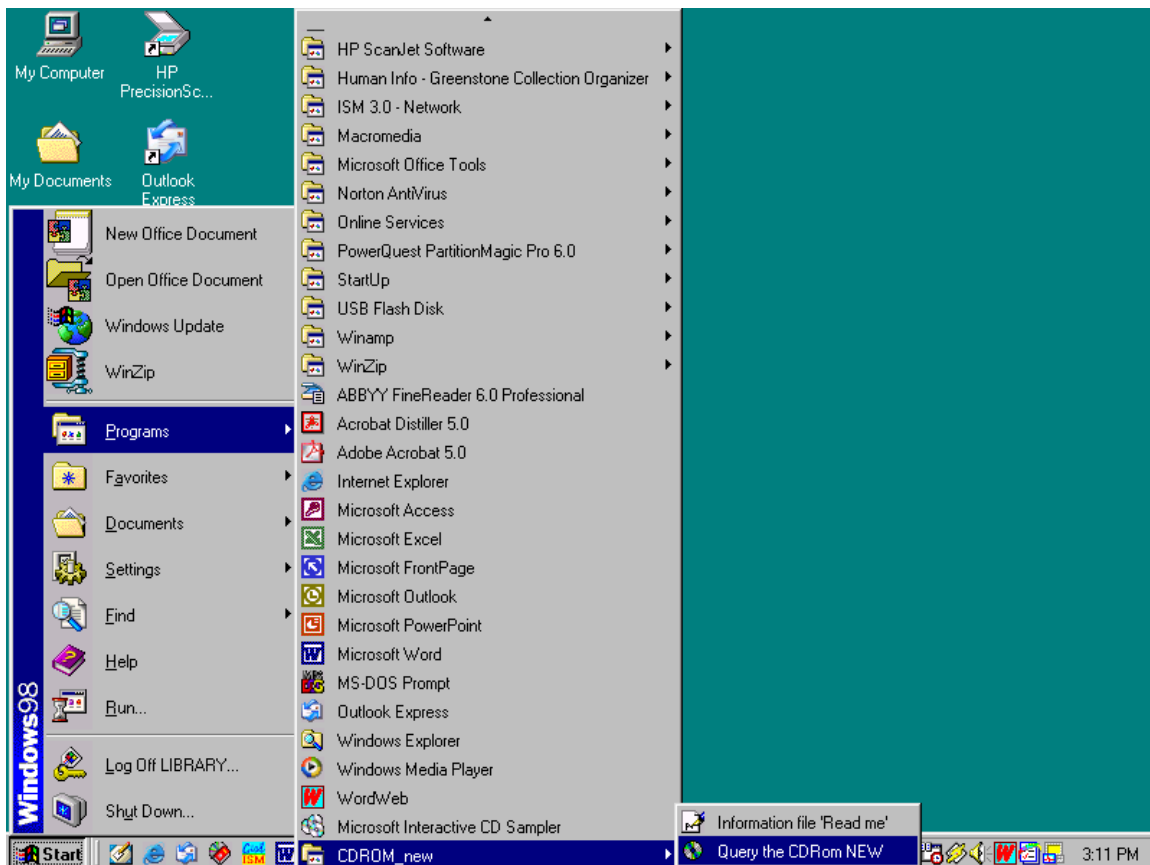 My Computer
HP
PrecisionSc...
My Documents
Outlook
Express
New Office Document
Open Office Document
Windows Update
WinZip
Programs
Favorites
Documents
Settings
Find
Help
Run...
Log Off LIBRARY...
Shut Down...
Windows98
HP ScanJet Software
Human Info - Greenstone Collection Organizer
ISM 3.0 - Network
Macromedia
Microsoft Office Tools
Norton AntiVirus
Online Services
PowerQuest PartitionMagic Pro 6.0
StartUp
USB Flash Disk
Winamp
WinZip
ABBYY FineReader 6.0 Professional
Acrobat Distiller 5.0
Adobe Acrobat 5.0
Internet Explorer
Microsoft Access
Microsoft Excel
Microsoft FrontPage
Microsoft Outlook
Microsoft PowerPoint
Microsoft Word
MS-DOS Prompt
Outlook Express
Windows Explorer
Windows Media Player
WordWeb
Microsoft Interactive CD Sampler
CDROM_new
Information file 'Read me'
Query the CDRom NEW
Start
ISM
3:11 PM